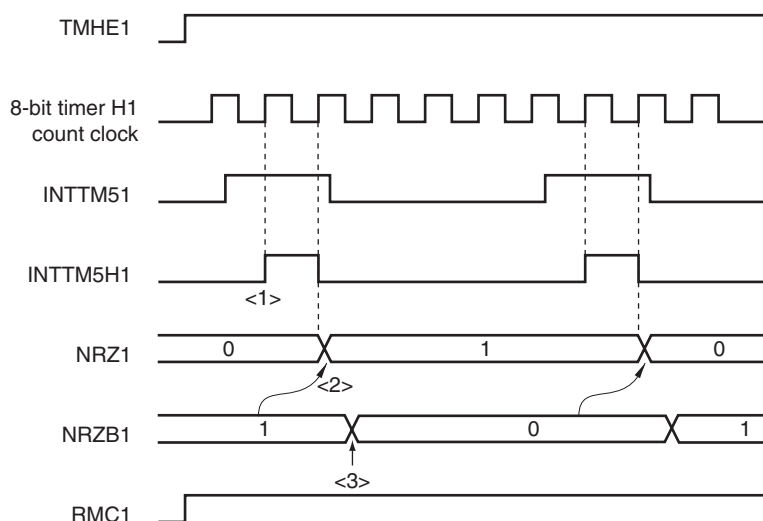 TMHE1
8-bit timer H1
count clock
INTTM51
INTTM5H1
<1>
NRZ1 0 1 0
<2>
NRZB1 1 0 1
<3>
RMC1